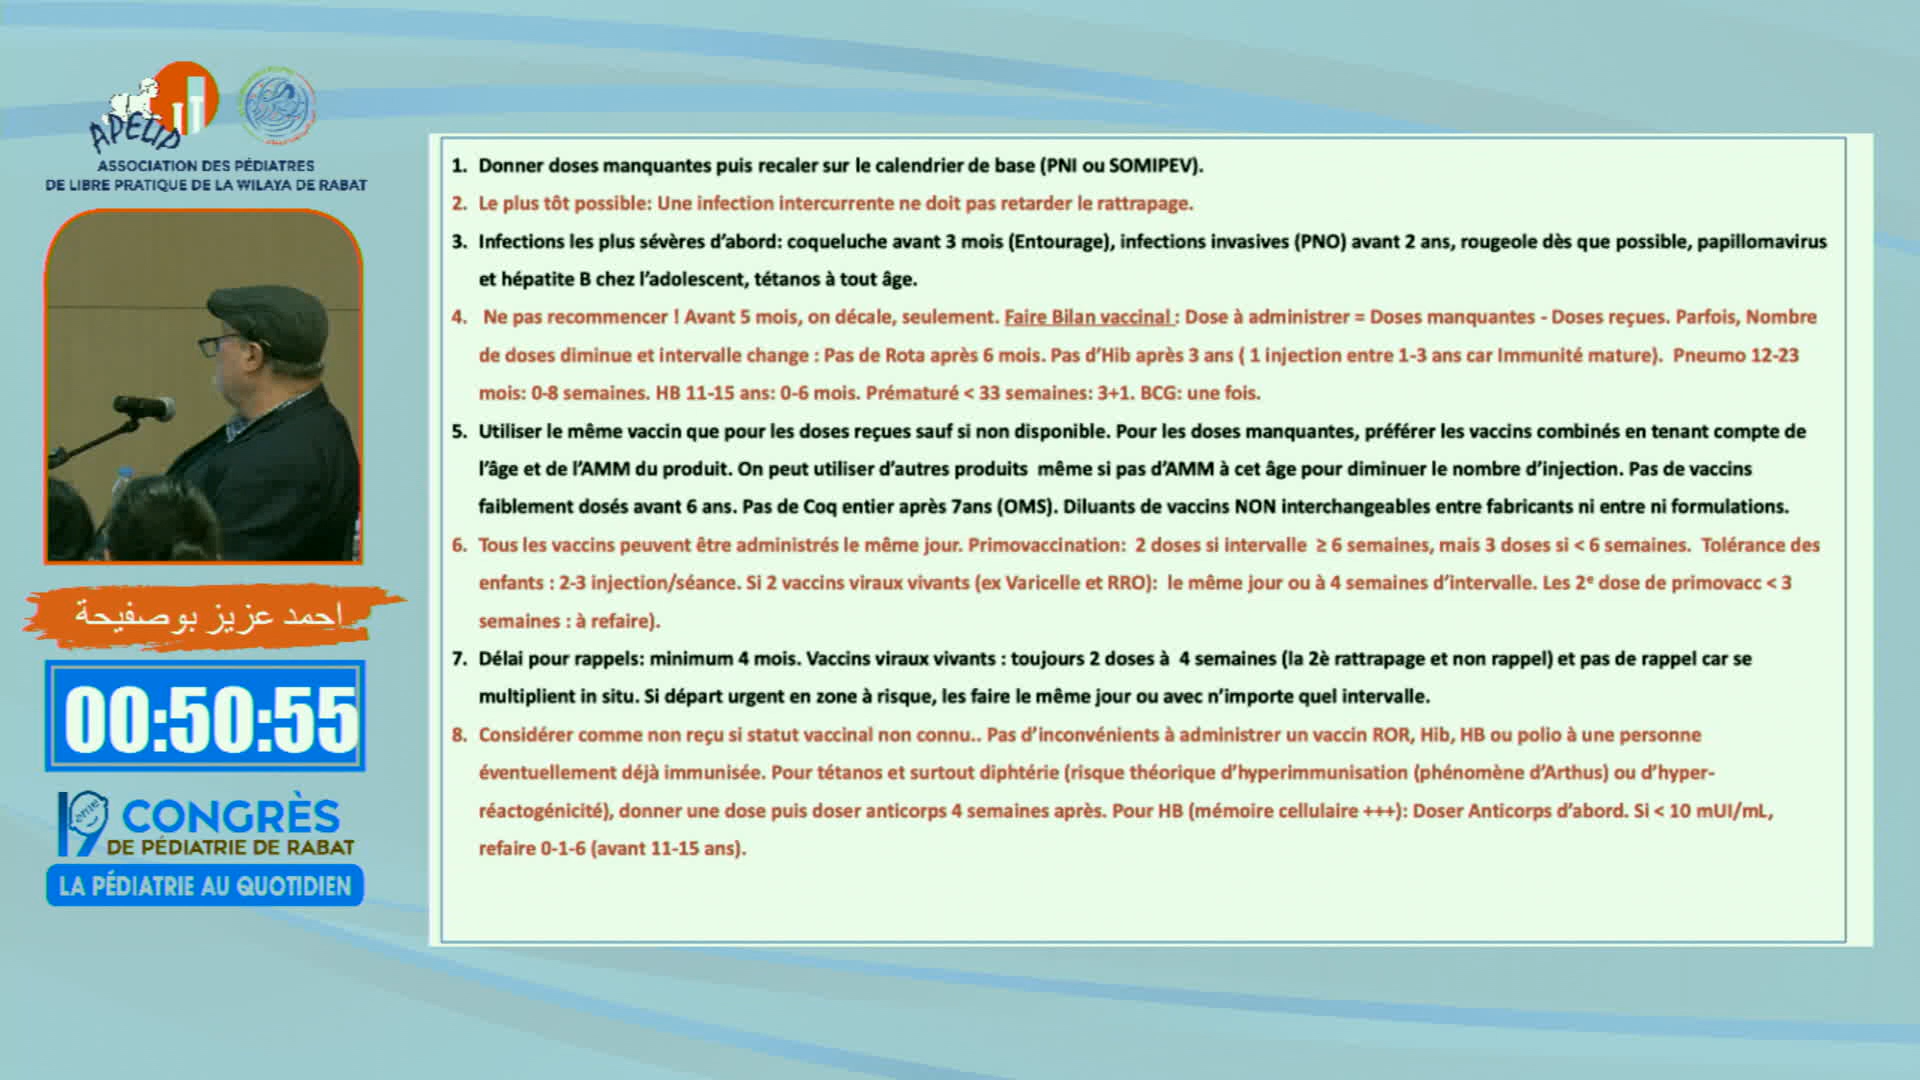 APELIP
ASSOCIATION DES PÉDIATRES
DE LIBRE PRATIQUE DE LA WILAYA DE RABAT
احمد عزيز بوصفيحة
00:50:55
19 ème CONGRÈS
DE PÉDIATRIE DE RABAT
LA PÉDIATRIE AU QUOTIDIEN
1. Donner doses manquantes puis recaler sur le calendrier de base (PNI ou SOMIPEV).
2. Le plus tôt possible: Une infection intercurrente ne doit pas retarder le rattrapage.
3. Infections les plus sévères d'abord: coqueluche avant 3 mois (Entourage), infections invasives (PNO) avant 2 ans, rougeole dès que possible, papillomavirus
et hépatite B chez l'adolescent, tétanos à tout âge.
4. Ne pas recommencer ! Avant 5 mois, on décale, seulement. Faire Bilan vaccinal : Dose à administrer = Doses manquantes - Doses reçues. Parfois, Nombre
de doses diminue et intervalle change : Pas de Rota après 6 mois. Pas d'Hib après 3 ans ( 1 injection entre 1-3 ans car Immunité mature). Pneumo 12-23
mois: 0-8 semaines. HB 11-15 ans: 0-6 mois. Prématuré < 33 semaines: 3+1. BCG: une fois.
5. Utiliser le même vaccin que pour les doses reçues sauf si non disponible. Pour les doses manquantes, préférer les vaccins combinés en tenant compte de
l'âge et de l'AMM du produit. On peut utiliser d'autres produits même si pas d'AMM à cet âge pour diminuer le nombre d'injection. Pas de vaccins
faiblement dosés avant 6 ans. Pas de Coq entier après 7ans (OMS). Diluants de vaccins NON interchangeables entre fabricants ni entre ni formulations.
6. Tous les vaccins peuvent être administrés le même jour. Primovaccination: 2 doses si intervalle ≥ 6 semaines, mais 3 doses si < 6 semaines. Tolérance des
enfants : 2-3 injection/séance. Si 2 vaccins viraux vivants (ex Varicelle et RRO): le même jour ou à 4 semaines d'intervalle. Les 2e dose de primovacc < 3
semaines : à refaire).
7. Délai pour rappels: minimum 4 mois. Vaccins viraux vivants : toujours 2 doses à 4 semaines (la 2è rattrapage et non rappel) et pas de rappel car se
multiplient in situ. Si départ urgent en zone à risque, les faire le même jour ou avec n'importe quel intervalle.
8. Considérer comme non reçu si statut vaccinal non connu.. Pas d'inconvénients à administrer un vaccin ROR, Hib, HB ou polio à une personne
éventuellement déjà immunisée. Pour tétanos et surtout diphtérie (risque théorique d'hyperimmunisation (phénomène d'Arthus) ou d'hyper-
réactogénicité), donner une dose puis doser anticorps 4 semaines après. Pour HB (mémoire cellulaire +++): Doser Anticorps d'abord. Si < 10 mUI/mL,
refaire 0-1-6 (avant 11-15 ans).